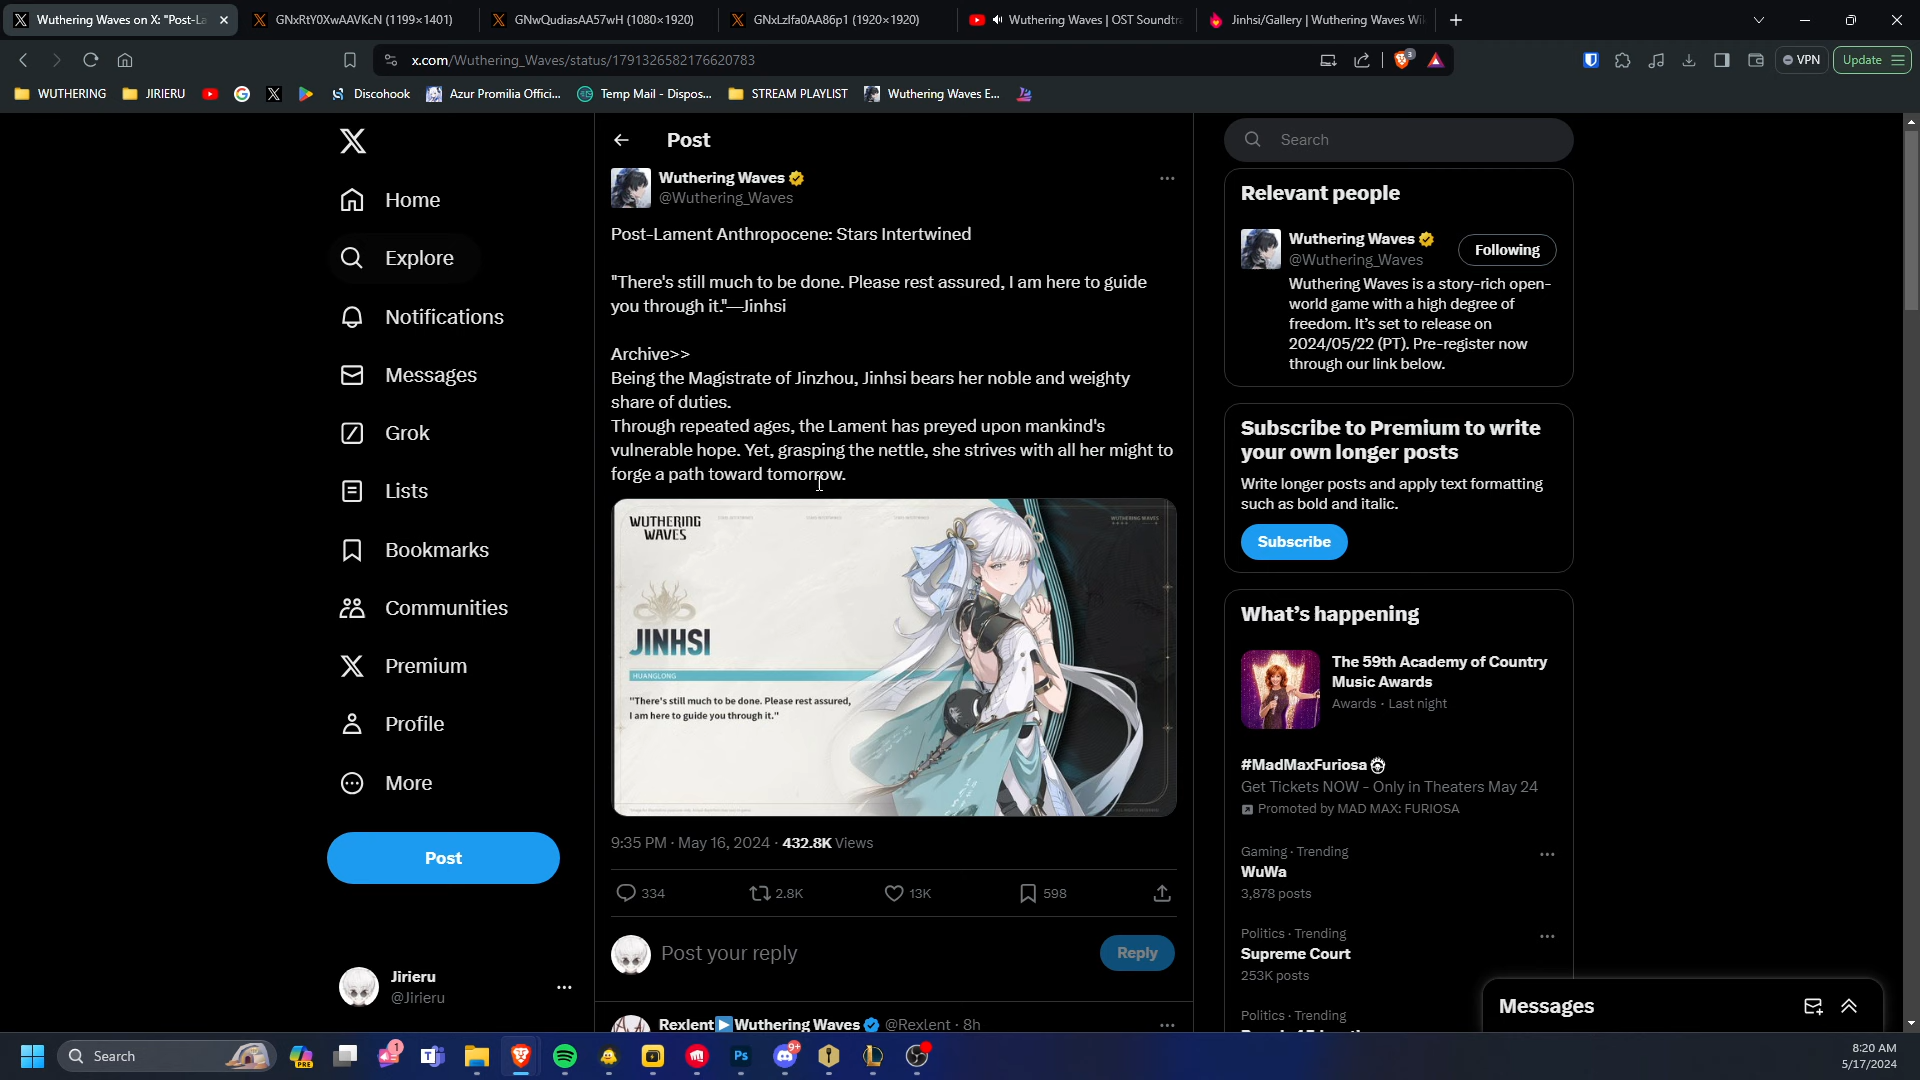 Wuthering Waves on X: "Post-La
GNxRtY0XwAAVKcN (1199×1401)
GNwQudiasAA57wH (1080×1920)
GNxLzlfa0AA86p1 (1920×1920)
Wuthering Waves | OST Soundtra
Jinhsi/Gallery | Wuthering Waves Wi
x.com/Wuthering_Waves/status/1791326582176620783
3
VPN
Update
WUTHERING
JIRIERU
Discohook
Azur Promilia Offici...
Temp Mail - Dispos...
STREAM PLAYLIST
Wuthering Waves E...
Home
Explore
Notifications
Messages
Grok
Lists
Bookmarks
Communities
Premium
Profile
More
Post
Jirieru
@Jirieru
Post
Wuthering Waves
@Wuthering_Waves
Post-Lament Anthropocene: Stars Intertwined
"There's still much to be done. Please rest assured, I am here to guide
you through it."—Jinhsi
Archive>>
Being the Magistrate of Jinzhou, Jinhsi bears her noble and weighty
share of duties.
Through repeated ages, the Lament has preyed upon mankind's
vulnerable hope. Yet, grasping the nettle, she strives with all her might to
forge a path toward tomorrow.
WUTHERING
WAVES
WUTHERING WAVES
JINHSI
HUANGLONG
"There's still much to be done. Please rest assured,
I am here to guide you through it."
9:35 PM · May 16, 2024 · 432.8K Views
334
2.8K
13K
598
Post your reply
Reply
Rexlent▶Wuthering Waves @Rexlent · 8h
Search
Relevant people
Wuthering Waves
@Wuthering_Waves
Following
Wuthering Waves is a story-rich open-
world game with a high degree of
freedom. It's set to release on
2024/05/22 (PT). Pre-register now
through our link below.
Subscribe to Premium to write
your own longer posts
Write longer posts and apply text formatting
such as bold and italic.
Subscribe
What's happening
The 59th Academy of Country
Music Awards
Awards · Last night
#MadMaxFuriosa
Get Tickets NOW - Only in Theaters May 24
Promoted by MAD MAX: FURIOSA
Gaming · Trending
WuWa
3,878 posts
Politics · Trending
Supreme Court
253K posts
Politics · Trending
Messages
Search
PRE
1
Ps
9+
8:20 AM
5/17/2024